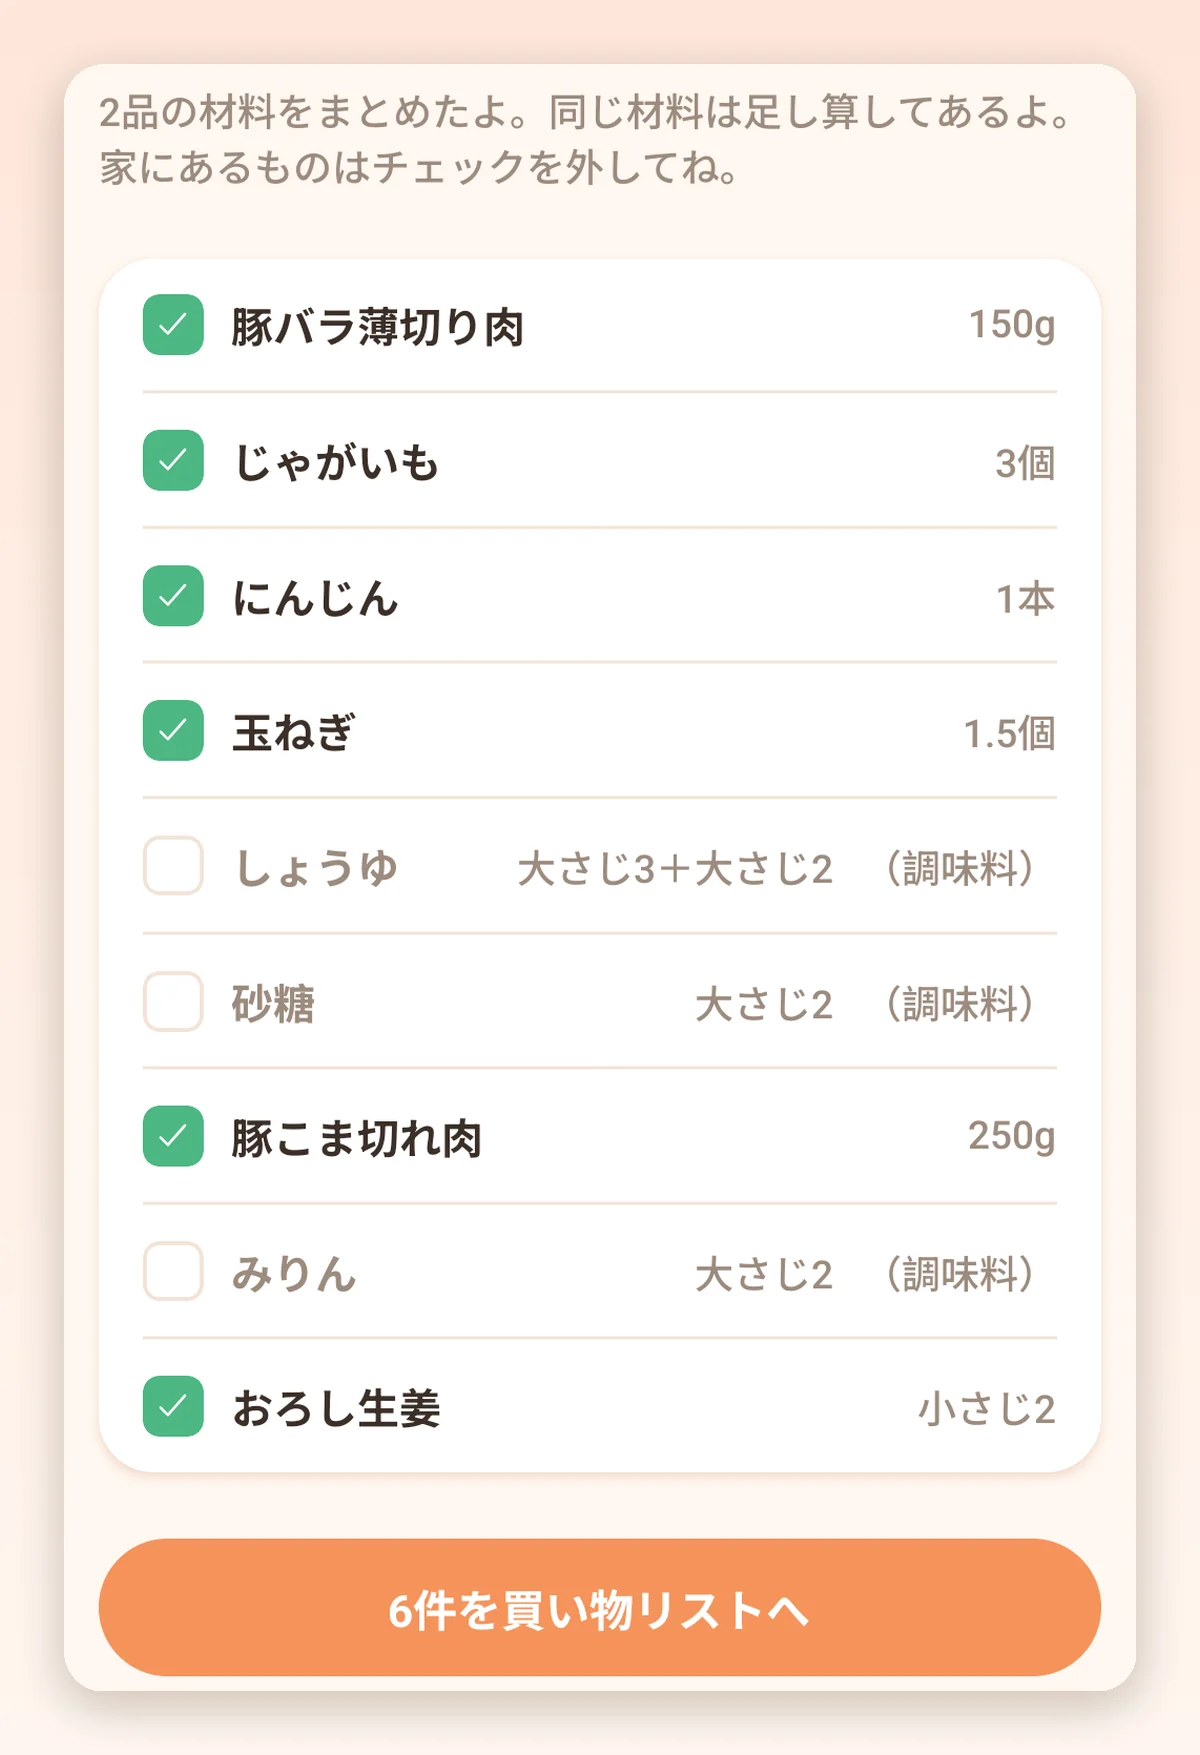 2品の材料をまとめたよ。同じ材料は足し算してあるよ。
家にあるものはチェックを外してね。
豚バラ薄切り肉 150g
じゃがいも 3個
にんじん 1本
玉ねぎ 1.5個
しょうゆ 大さじ3＋大さじ2 （調味料）
砂糖 大さじ2 （調味料）
豚こま切れ肉 250g
みりん 大さじ2 （調味料）
おろし生姜 小さじ2
6件を買い物リストへ